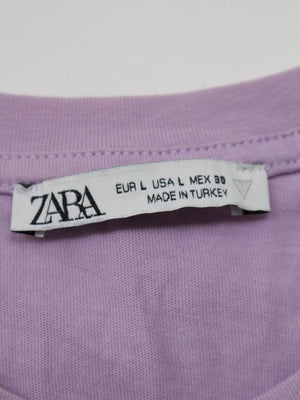 ZARA
EUR L USA L MEX 30
MADE IN TURKEY